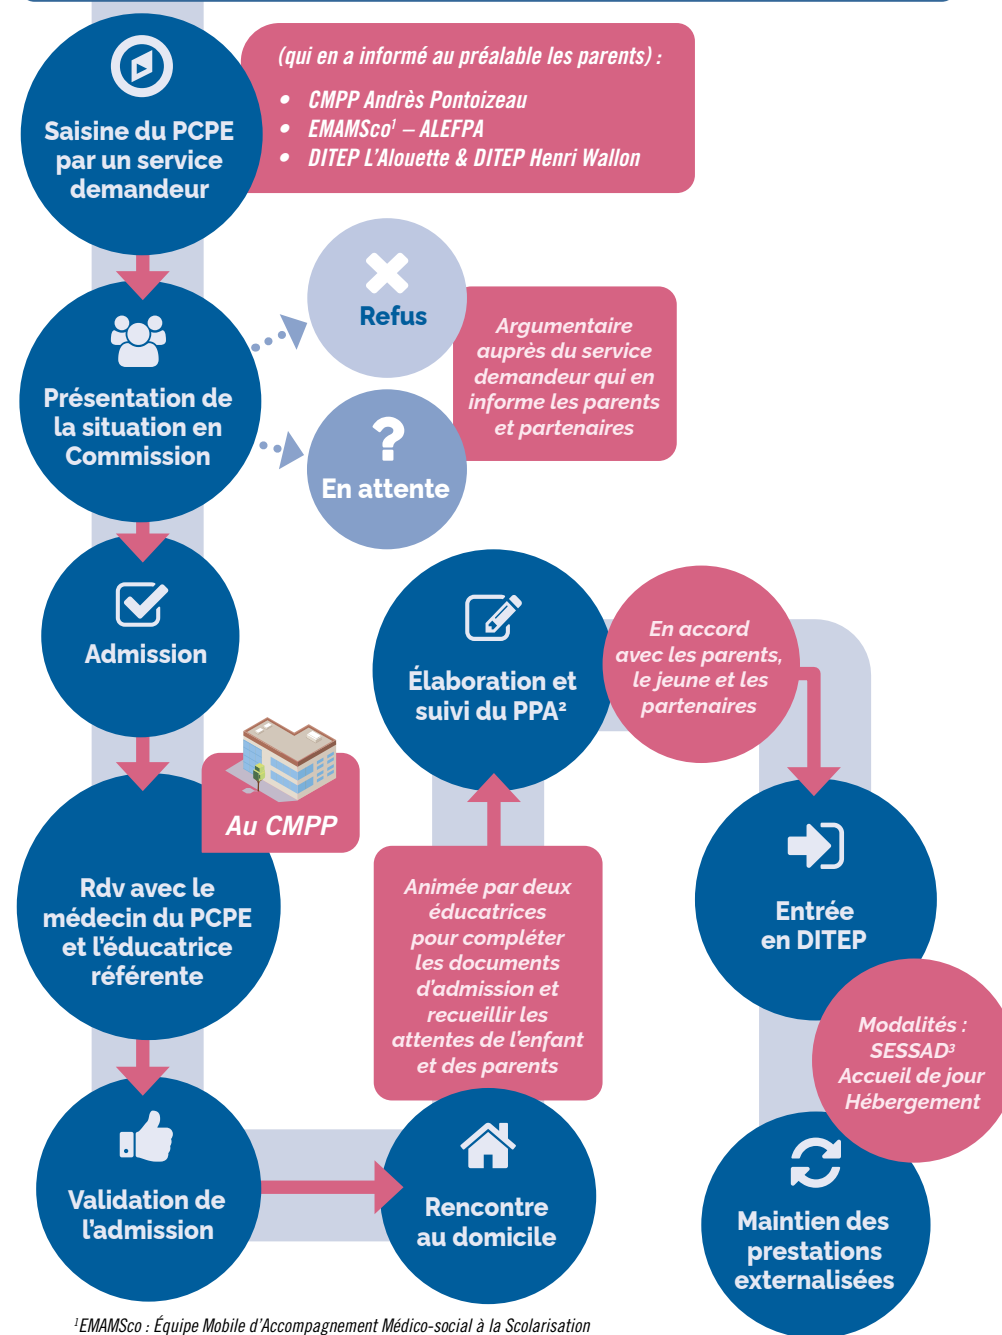 Saisine du PCPE
par un service
demandeur
(qui en a informé au préalable les parents) :
• CMPP Andrès Pontoizeau
• EMAMSco¹ – ALEFPA
• DITEP L'Alouette & DITEP Henri Wallon
Présentation de
la situation en
Commission
Refus
En attente
Argumentaire
auprès du service
demandeur qui en
informe les parents
et partenaires
Admission
Au CMPP
Rdv avec le
médecin du PCPE
et l'éducatrice
référente
Validation de
l'admission
Rencontre
au domicile
Animée par deux
éducatrices
pour compléter
les documents
d'admission et
recueillir les
attentes de l'enfant
et des parents
Élaboration et
suivi du PPA²
En accord
avec les parents,
le jeune et les
partenaires
Entrée
en DITEP
Modalités :
SESSAD³
Accueil de jour
Hébergement
Maintien des
prestations
externalisées
¹EMAMSco : Équipe Mobile d'Accompagnement Médico-social à la Scolarisation